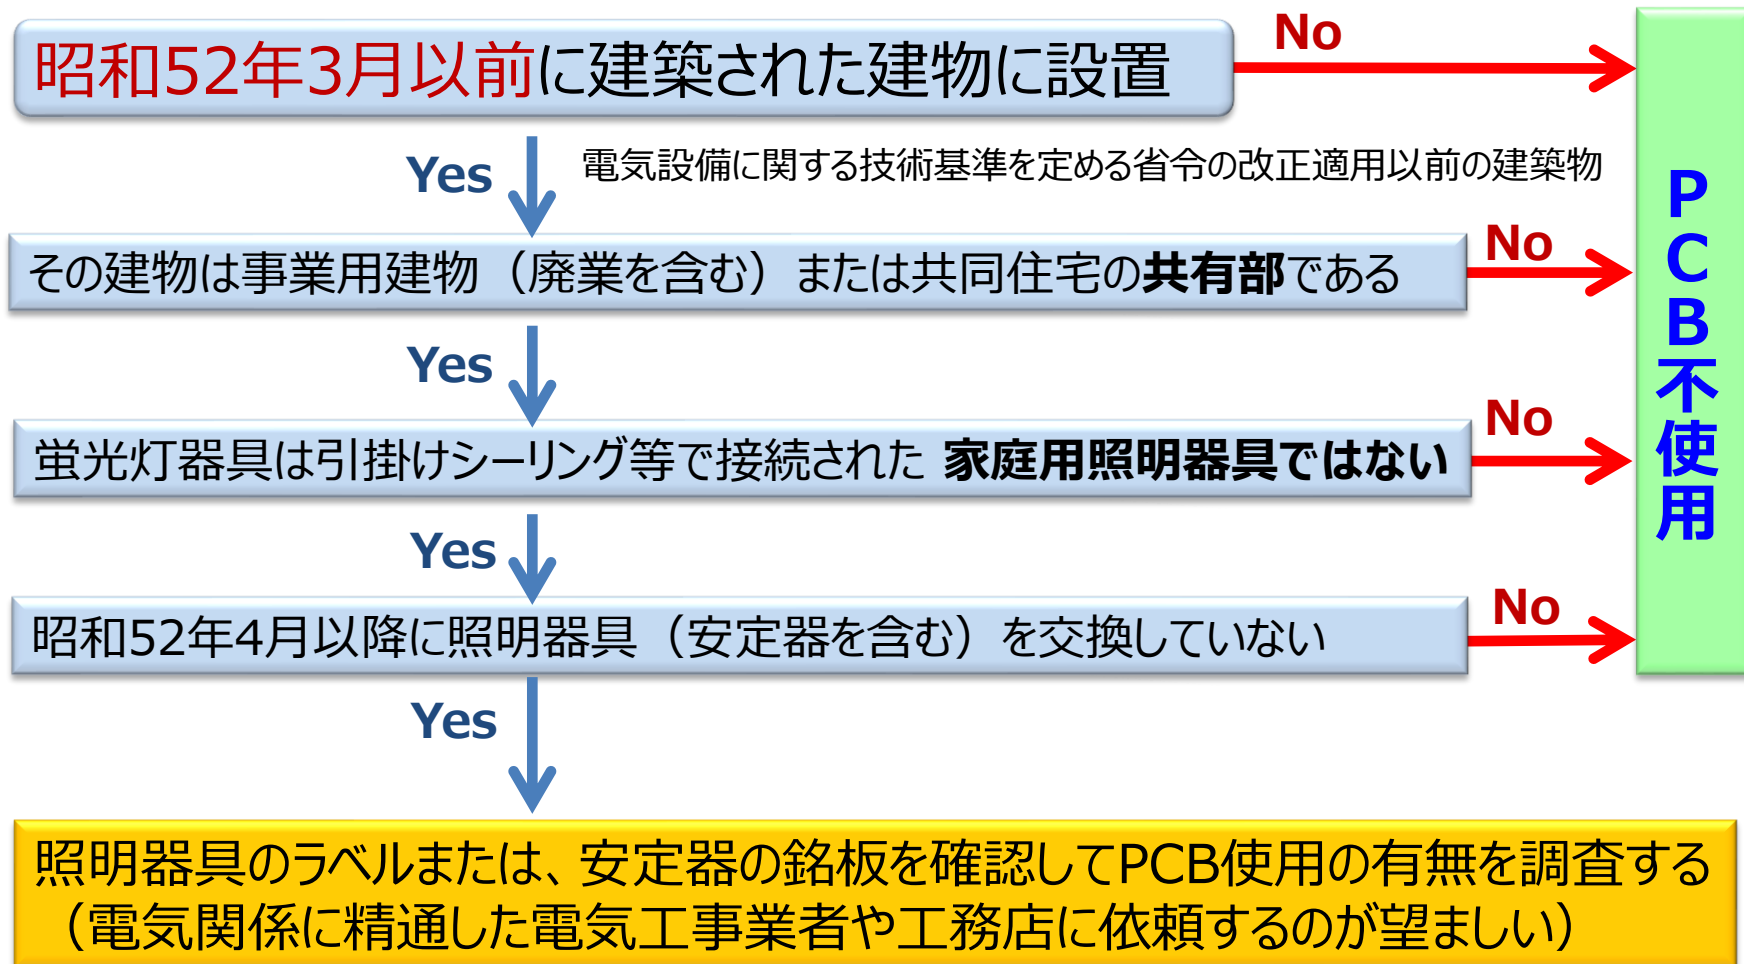 昭和52年3月以前に建築された建物に設置
No
Yes
電気設備に関する技術基準を定める省令の改正適用以前の建築物
その建物は事業用建物（廃業を含む）または共同住宅の共有部である
No
Yes
蛍光灯器具は引掛けシーリング等で接続された 家庭用照明器具ではない
No
Yes
昭和52年4月以降に照明器具（安定器を含む）を交換していない
No
Yes
PCB不使用
照明器具のラベルまたは、安定器の銘板を確認してPCB使用の有無を調査する
（電気関係に精通した電気工事業者や工務店に依頼するのが望ましい）